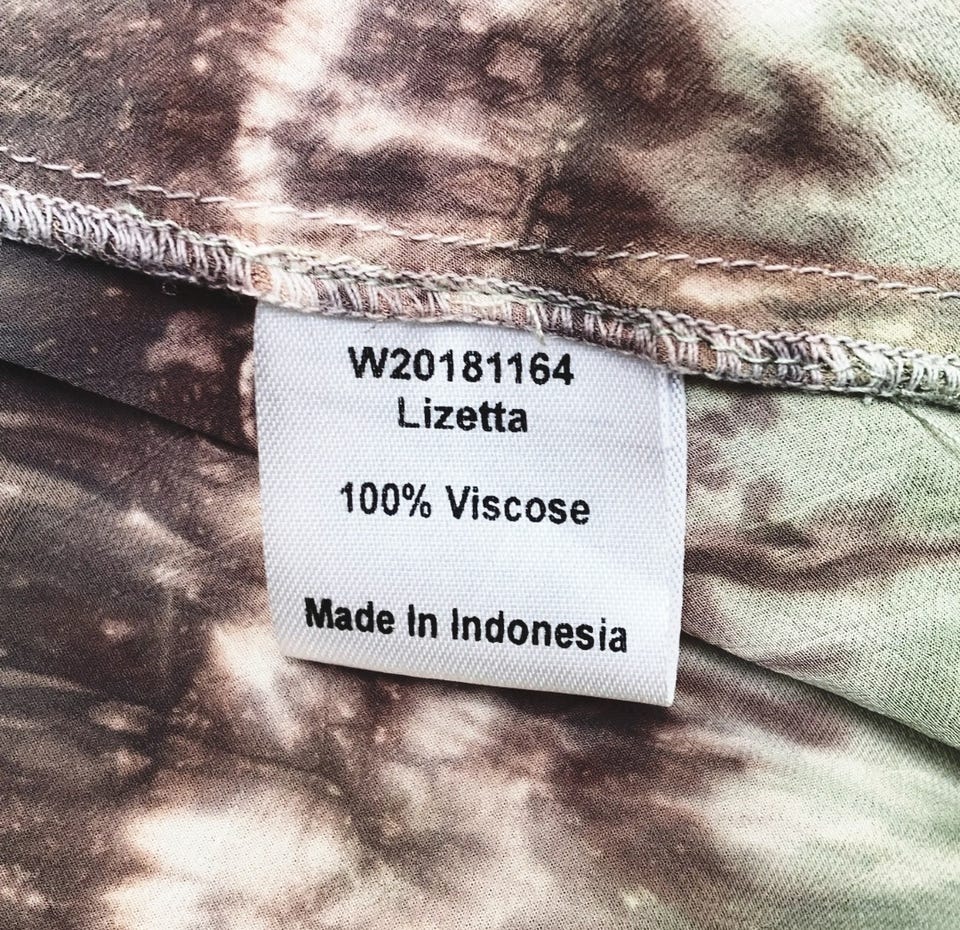 W20181164
Lizetta
100% Viscose
Made In Indonesia